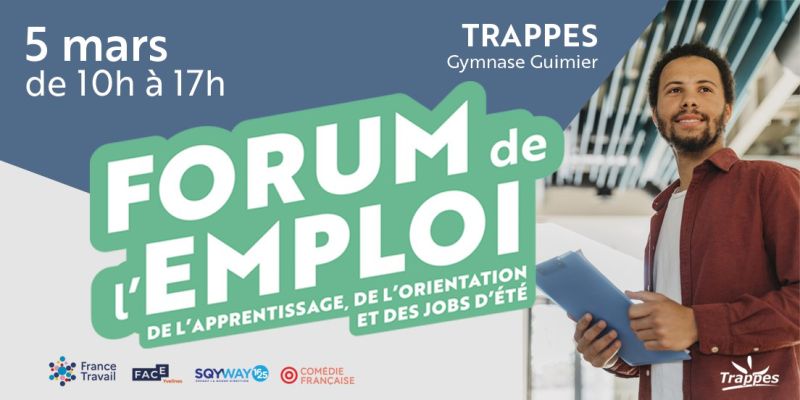 5 mars
de 10h à 17h
TRAPPES
Gymnase Guimier
FORUM de
l'EMPLOI
DE L'APPRENTISSAGE, DE L'ORIENTATION
ET DES JOBS D'ÉTÉ
France
Travail
FACE
Yvelines
SQYWAY 1625
COMÉDIE
FRANÇAISE
Trappes